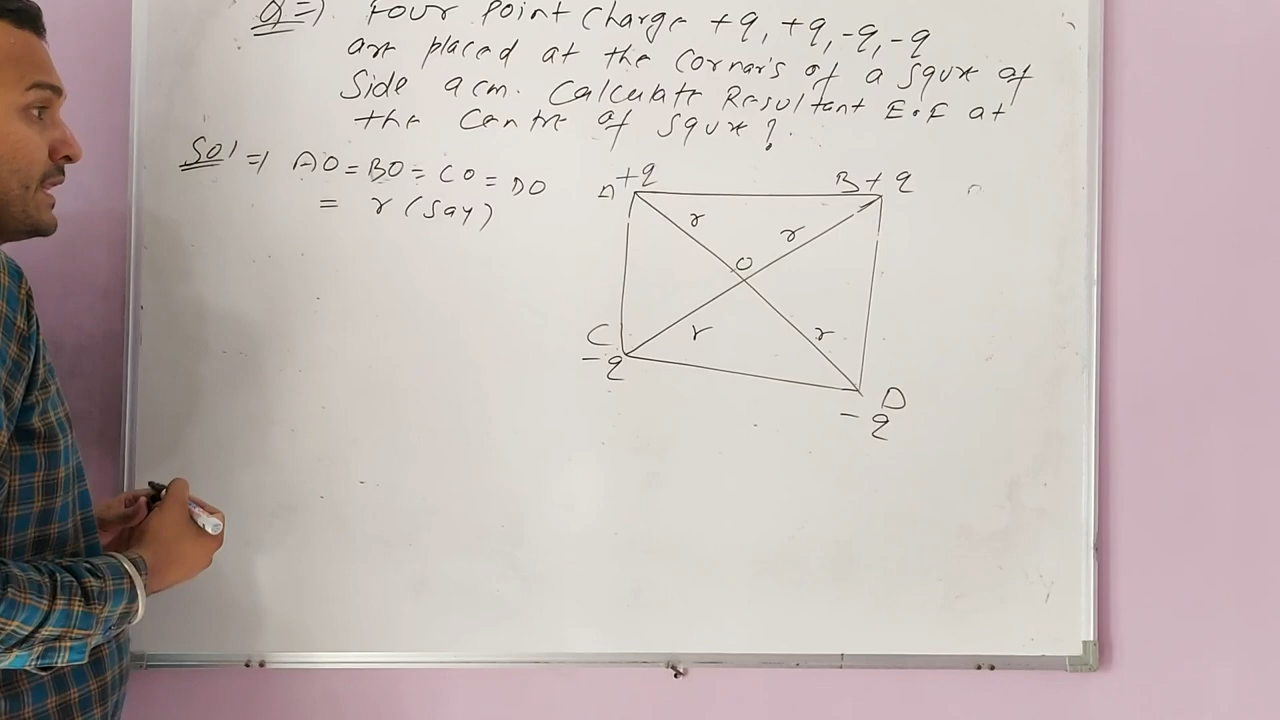 Q ⇒) Four Point Charge +q, +q, -q, -q
are placed at the Cornar's of a Squre of
Side a cm. Calculate Resultant E.F at
the Centre of Squre?
Sol ⇒) AO = BO = CO = DO
= r (Say)
A +q
B +q
r
r
O
C
-q
r
r
D
-q